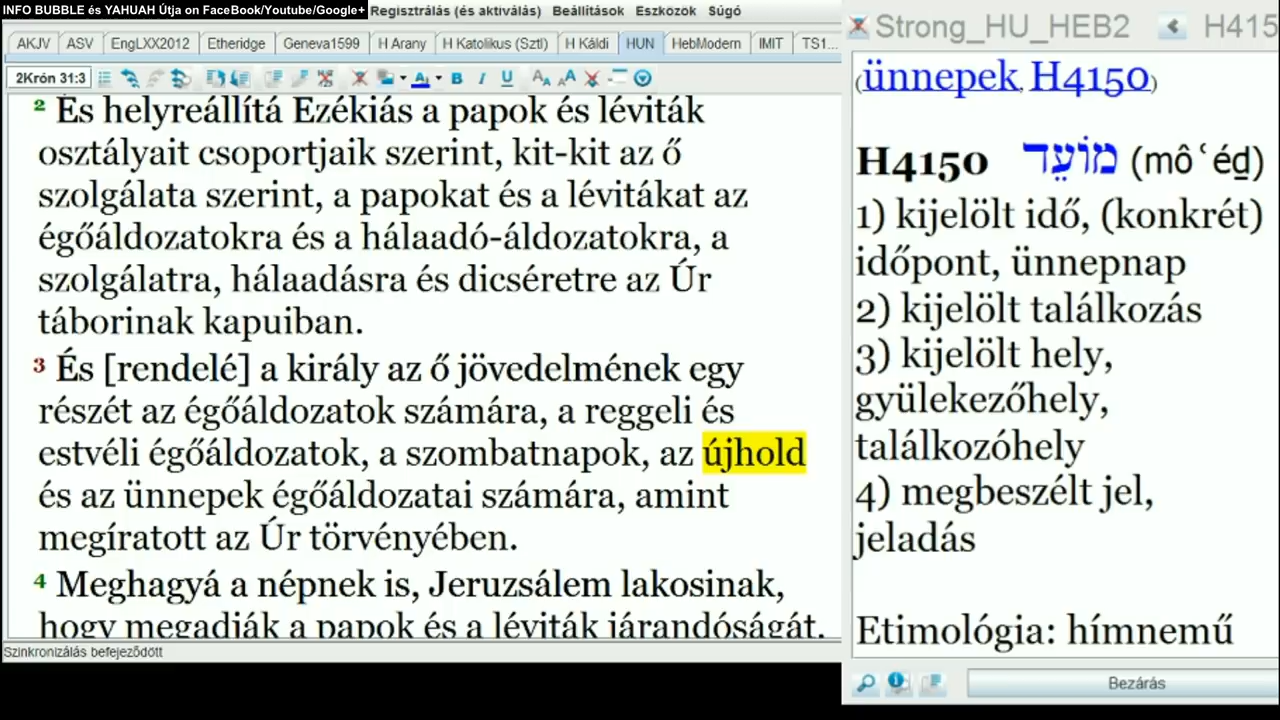 INFO BUBBLE és YAHUAH Útja on FaceBook/Youtube/Google+ Regisztrálás (és aktiválás) Beállítások Eszközök Súgó
AKJV ASV EngLXX2012 Etheridge Geneva1599 H Arany H Katolikus (SztI) H Káldi HUN HebModern IMIT TS1...
2Krón 31:3
2 És helyreállítá Ezékiás a papok és léviták
osztályait csoportjaik szerint, kit-kit az ő
szolgálata szerint, a papokat és a lévitákat az
égőáldozatokra és a hálaadó-áldozatokra, a
szolgálatra, hálaadásra és dicséretre az Úr
táborinak kapuiban.
3 És [rendelé] a király az ő jövedelmének egy
részét az égőáldozatok számára, a reggeli és
estvéli égőáldozatok, a szombatnapok, az újhold
és az ünnepek égőáldozatai számára, amint
megíratott az Úr törvényében.
4 Meghagyá a népnek is, Jeruzsálem lakosinak,
hogy megadják a papok és a léviták járandóságát,
Szinkronizálás befejeződött
Strong_HU_HEB2 H415
(ünnepek, H4150)
H4150 מוֹעֵד (môʿéḏ)
1) kijelölt idő, (konkrét)
időpont, ünnepnap
2) kijelölt találkozás
3) kijelölt hely,
gyülekezőhely,
találkozóhely
4) megbeszélt jel,
jeladás
Etimológia: hímnemű
Bezárás